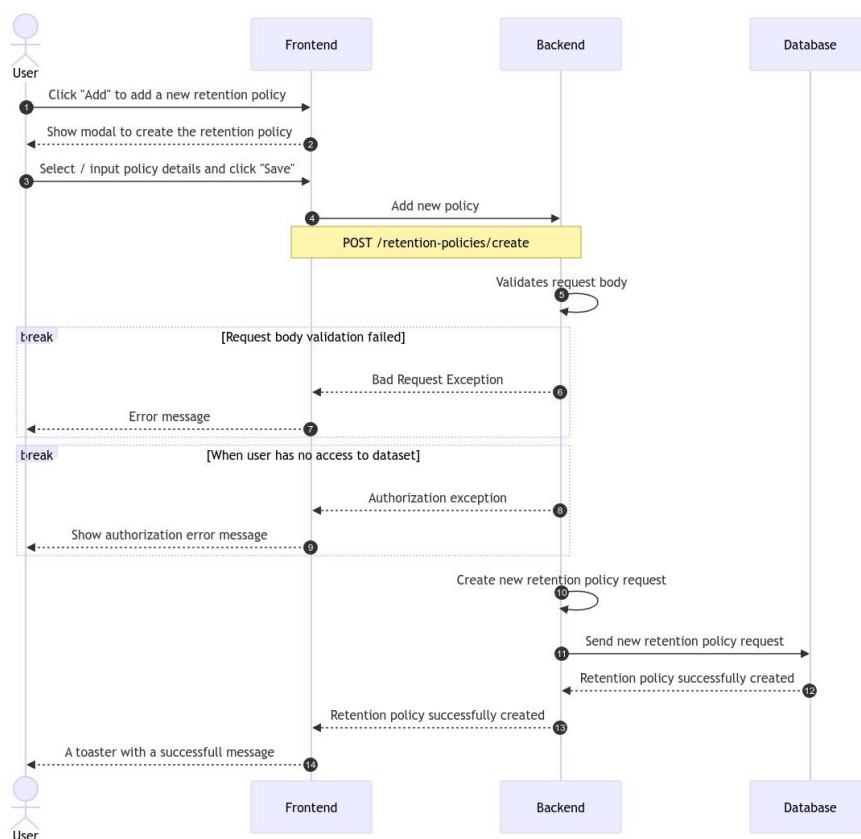 User
Frontend
Backend
Database
Click "Add" to add a new retention policy
1
Show modal to create the retention policy
2
Select / input policy details and click "Save"
3
Add new policy
4
POST /retention-policies/create
Validates request body
5
break
[Request body validation failed]
Bad Request Exception
6
Error message
7
break
[When user has no access to dataset]
Authorization exception
8
Show authorization error message
9
Create new retention policy request
10
Send new retention policy request
11
Retention policy successfully created
12
Retention policy successfully created
13
A toaster with a successfull message
14
User
Frontend
Backend
Database